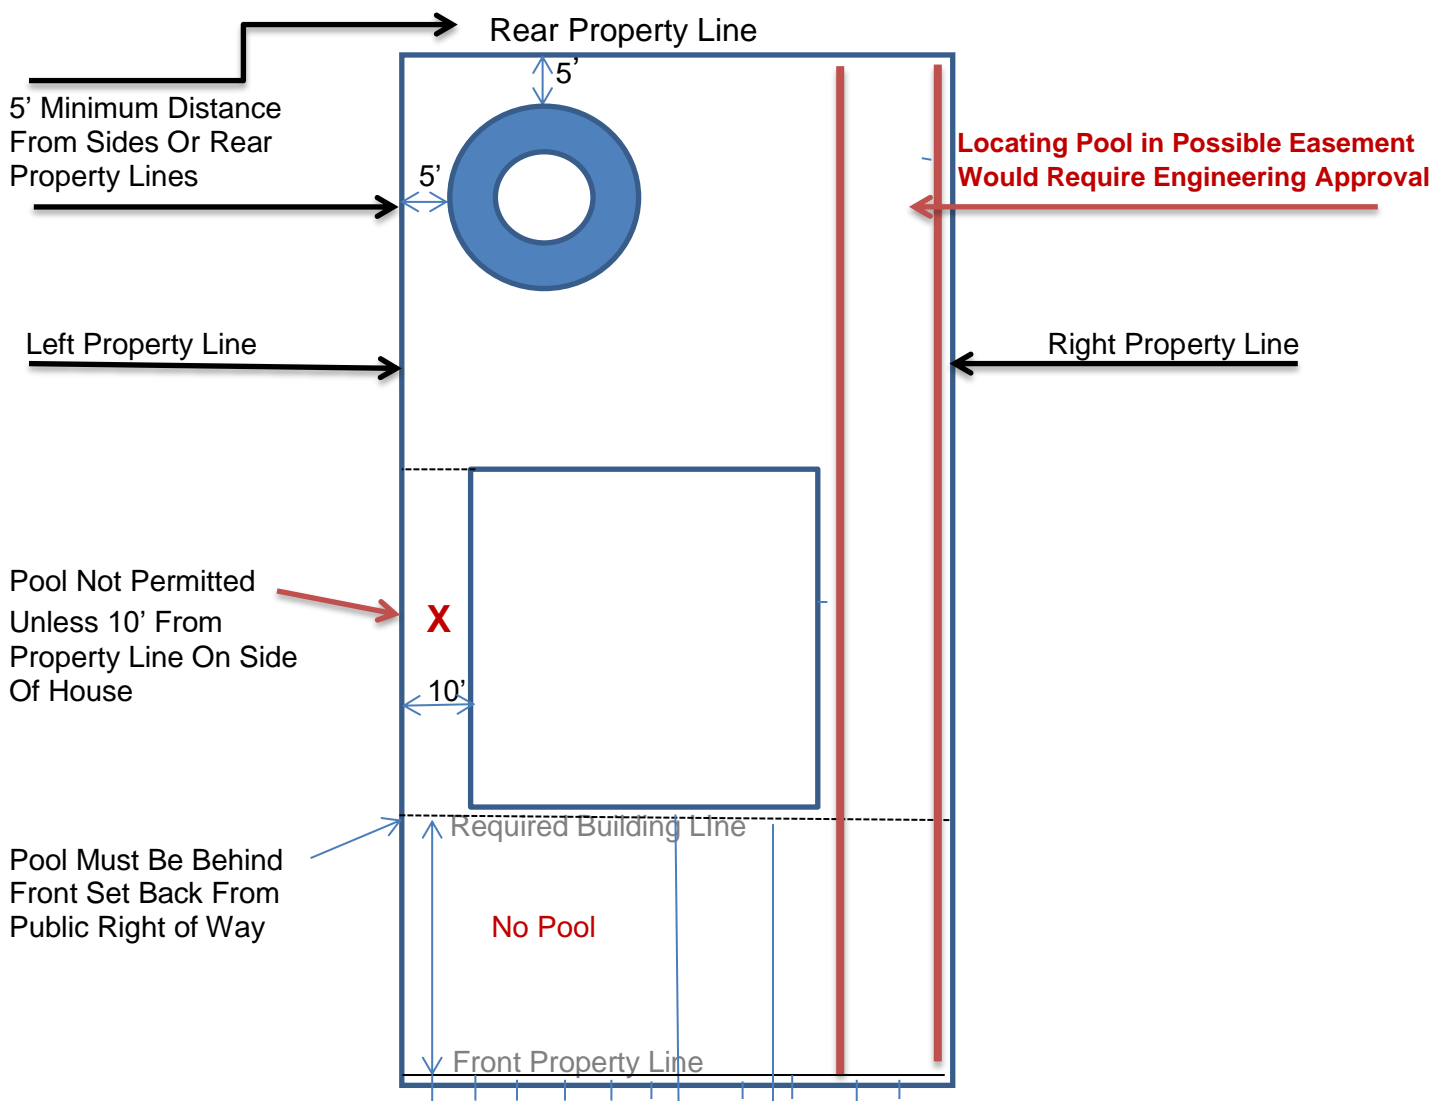 Rear Property Line
5’
5’ Minimum Distance
From Sides Or Rear
Property Lines
5’
Locating Pool in Possible Easement
Would Require Engineering Approval
Left Property Line
Right Property Line
Pool Not Permitted
Unless 10’ From
Property Line On Side
Of House
X
10’
Required Building LIne
Pool Must Be Behind
Front Set Back From
Public Right of Way
No Pool
Front Property Line